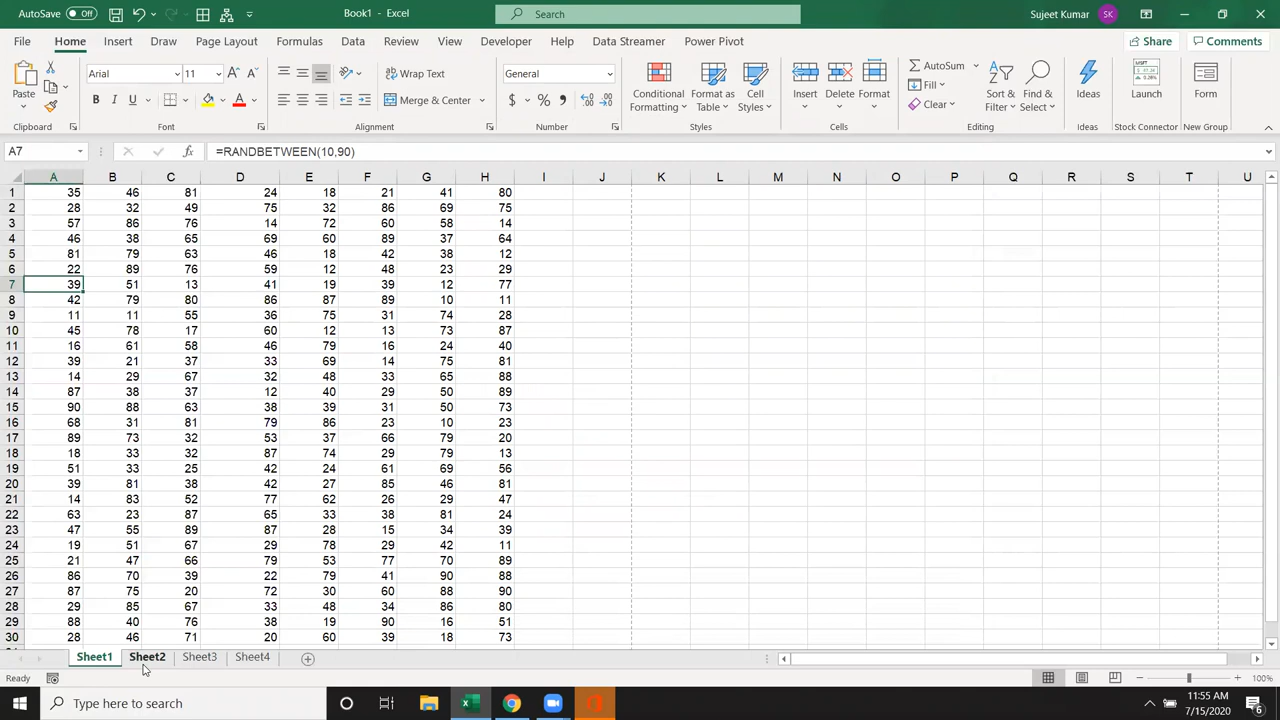 AutoSave Off Book1 - Excel Search Sujeet Kumar SK
File Home Insert Draw Page Layout Formulas Data Review View Developer Help Data Streamer Power Pivot Share Comments
Paste Arial 11 Wrap Text General Conditional Formatting Format as Table Cell Styles Insert Delete Format AutoSum Sort & Filter Find & Select Ideas Launch Form
B I U Merge & Center $ % Fill Clear
Clipboard Font Alignment Number Styles Cells Editing Ideas Stock Connector New Group
A7 fx =RANDBETWEEN(10,90)
A B C D E F G H I J K L M N O P Q R S T U
1 35 46 81 24 18 21 41 80
2 28 32 49 75 32 86 69 75
3 57 86 76 14 72 60 58 14
4 46 38 65 69 60 89 37 64
5 81 79 63 46 18 42 38 12
6 22 89 76 59 12 48 23 29
7 39 51 13 41 19 39 12 77
8 42 79 80 86 87 89 10 11
9 11 11 55 36 75 31 74 28
10 45 78 17 60 12 13 73 87
11 16 61 58 46 79 16 24 40
12 39 21 37 33 69 14 75 81
13 14 29 67 32 48 33 65 88
14 87 38 37 12 40 29 50 89
15 90 88 63 38 39 31 50 73
16 68 31 81 79 86 23 10 23
17 89 73 32 53 37 66 79 20
18 18 33 32 87 74 29 79 13
19 51 33 25 42 24 61 69 56
20 39 81 38 42 27 85 46 81
21 14 83 52 77 62 26 29 47
22 63 23 87 65 33 38 81 24
23 47 55 89 87 28 15 34 39
24 19 51 67 29 78 29 42 11
25 21 47 66 79 53 77 70 89
26 86 70 39 22 79 41 90 88
27 87 75 20 72 30 60 88 90
28 29 85 67 33 48 34 86 80
29 88 40 76 38 19 90 16 51
30 28 46 71 20 60 39 18 73
Sheet1 Sheet2 Sheet3 Sheet4
Ready 100%
Type here to search 11:55 AM
7/15/2020 6